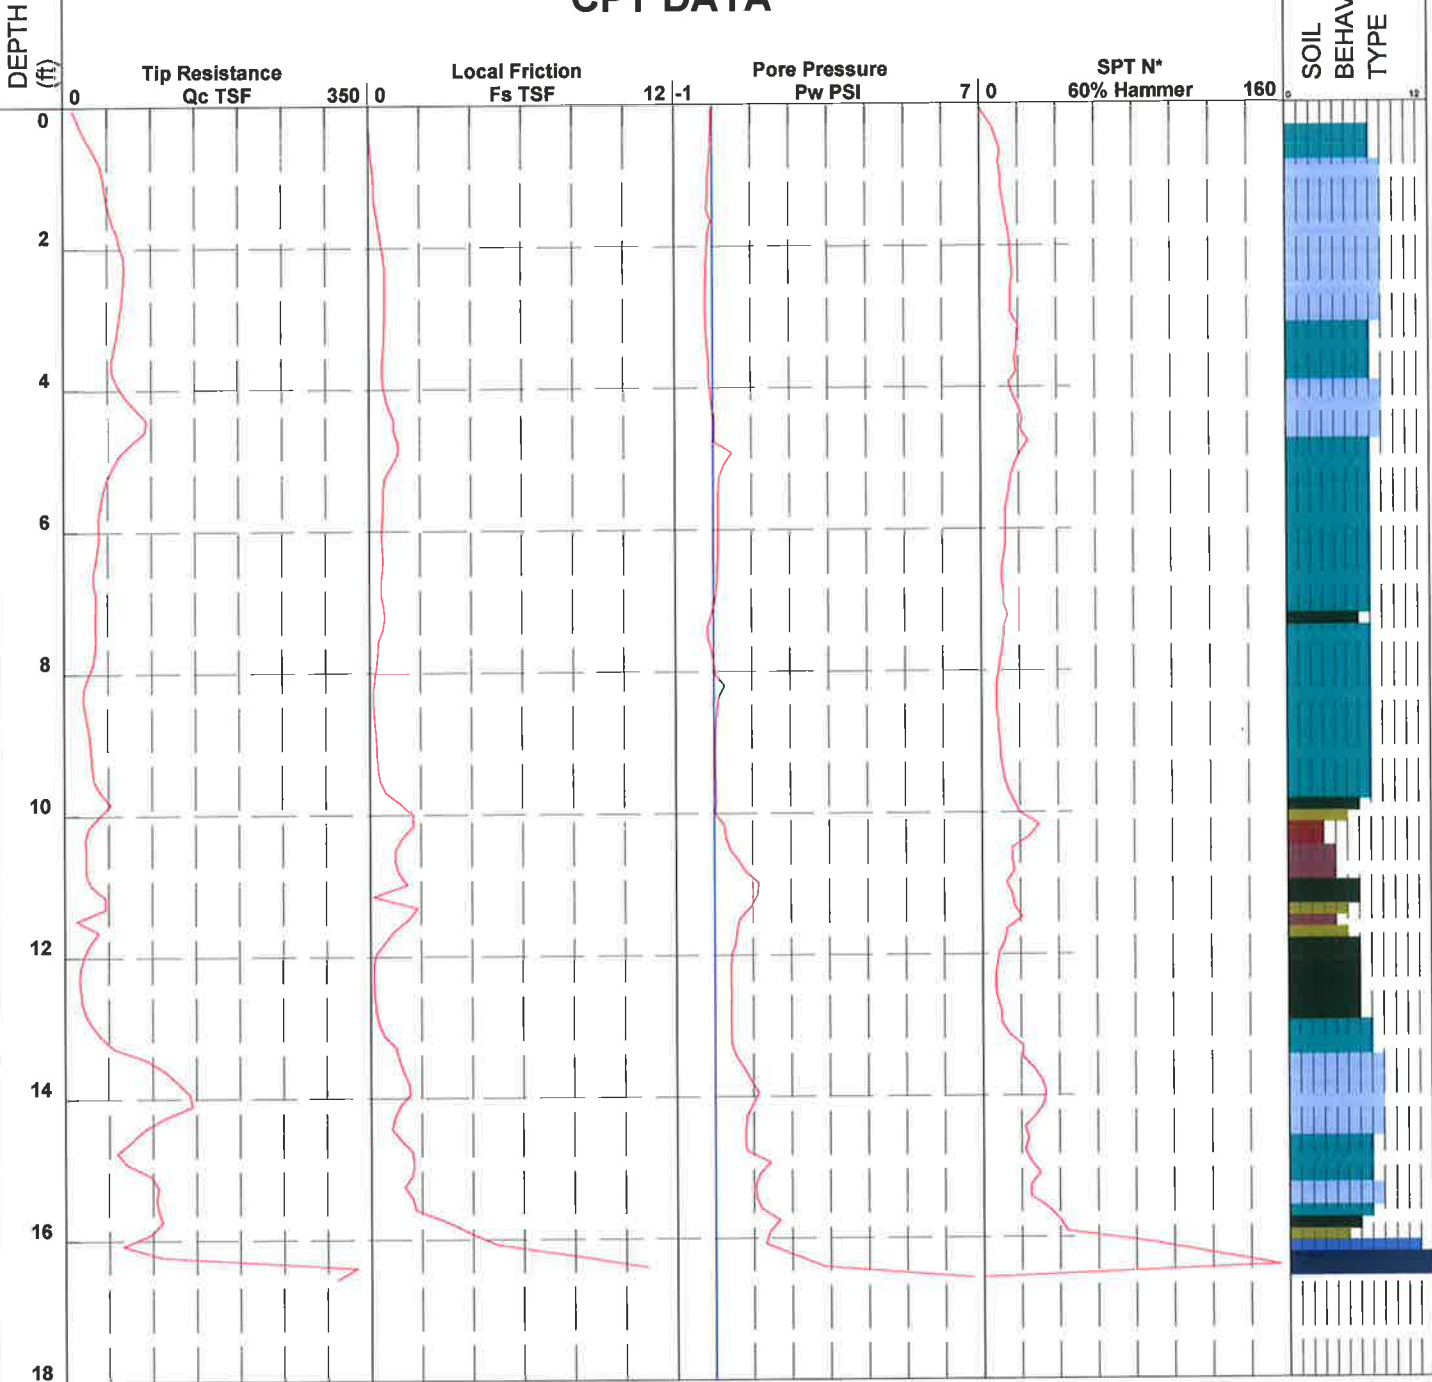 CPT DATA
DEPTH
(ft)
SOIL
BEHAV
TYPE
Tip Resistance
Local Friction
Pore Pressure
SPT N*
0 Qc TSF 350
0 Fs TSF 12
-1 Pw PSI 7
0 60% Hammer 160
0 12
0
2
4
6
8
10
12
14
16
18